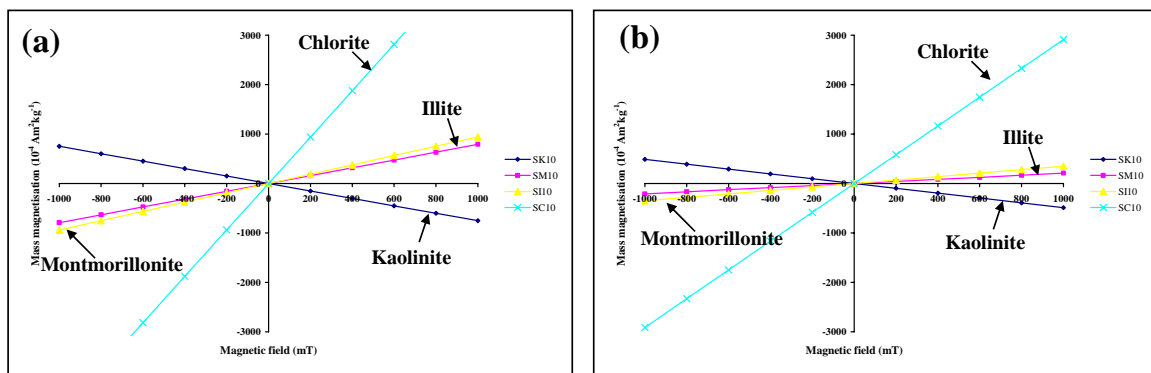 (a)
Chlorite
Illite
Montmorillonite
Kaolinite
Mass magnetisation (10⁻⁴ Am²kg⁻¹)
3000
2000
1000
0
-1000
-2000
-3000
-1000 -800 -600 -400 -200 0 200 400 600 800 1000
Magnetic field (mT)
SK10
SM10
SI10
SC10
(b)
Chlorite
Illite
Montmorillonite
Kaolinite
Mass magnetisation (10⁻⁴ Am²kg⁻¹)
3000
2000
1000
0
-1000
-2000
-3000
-1000 -800 -600 -400 -200 0 200 400 600 800 1000
Magnetic field (mT)
SK10
SM10
SI10
SC10